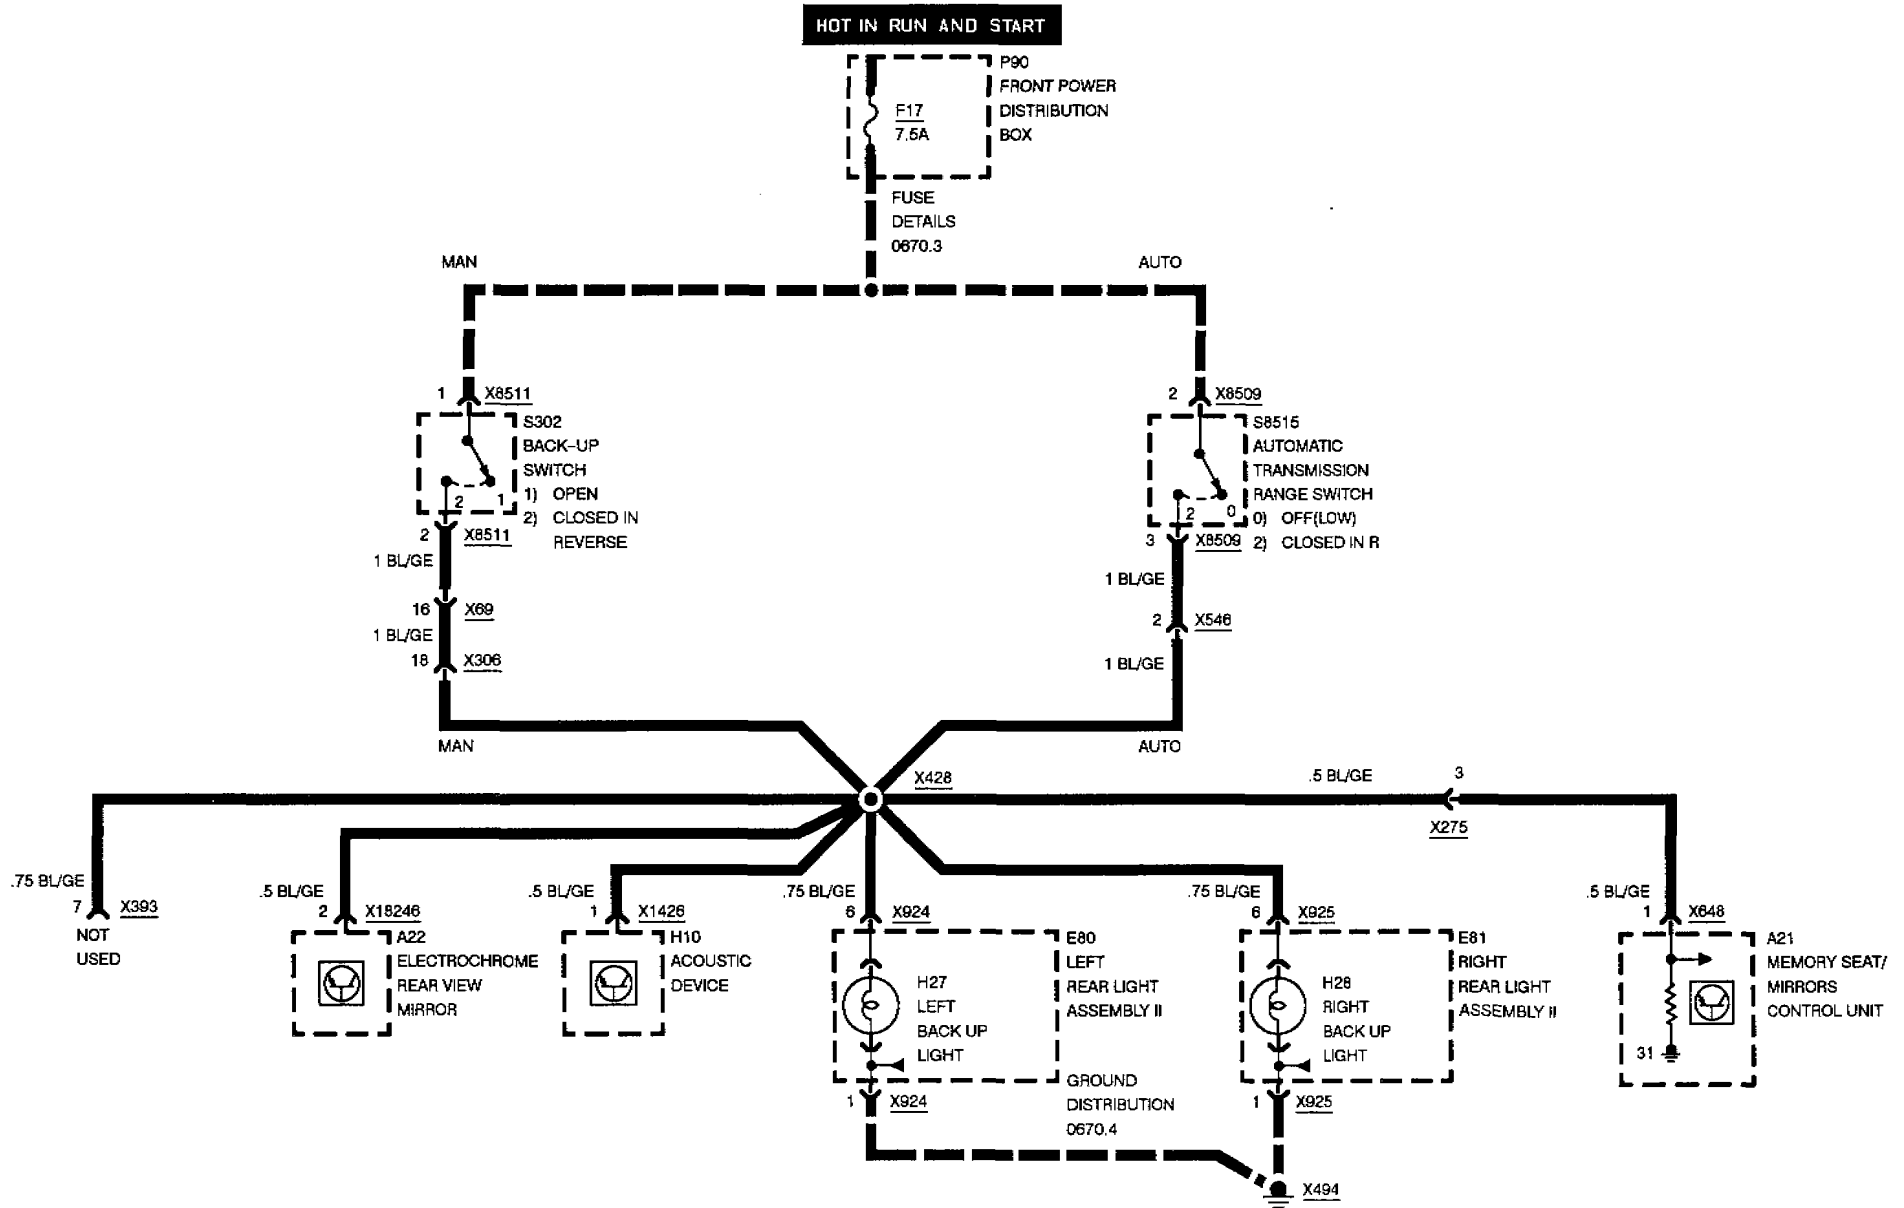 HOT IN RUN AND START
P90
FRONT POWER
DISTRIBUTION
BOX
F17
7.5A
FUSE
DETAILS
0670.3
MAN
AUTO
1 X8511
S302
BACK-UP
SWITCH
1) OPEN
2) CLOSED IN
REVERSE
2 1
2 X8511
1 BL/GE
16 X69
1 BL/GE
18 X306
MAN
2 X8509
S8515
AUTOMATIC
TRANSMISSION
RANGE SWITCH
0) OFF(LOW)
2) CLOSED IN R
2 0
3 X8509
1 BL/GE
2 X546
1 BL/GE
AUTO
X428
.5 BL/GE 3
X275
.75 BL/GE
7 X393
NOT
USED
.5 BL/GE
2 X18246
A22
ELECTROCHROME
REAR VIEW
MIRROR
.5 BL/GE
1 X1426
H10
ACOUSTIC
DEVICE
.75 BL/GE
6 X924
E80
LEFT
REAR LIGHT
ASSEMBLY II
H27
LEFT
BACK UP
LIGHT
1 X924
GROUND
DISTRIBUTION
0670.4
.75 BL/GE
6 X925
E81
RIGHT
REAR LIGHT
ASSEMBLY II
H28
RIGHT
BACK UP
LIGHT
1 X925
X494
.5 BL/GE
1 X648
A21
MEMORY SEAT/
MIRRORS
CONTROL UNIT
31